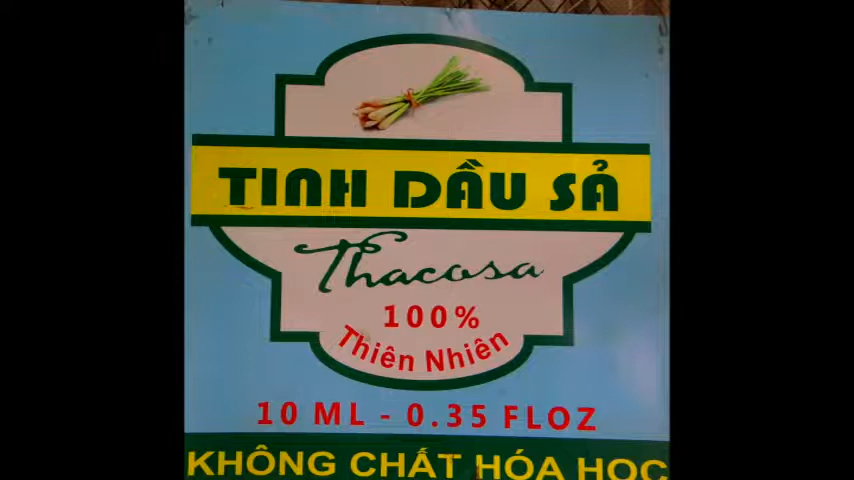 TINH DẦU SẢ
Thacosa
100%
Thiên Nhiên
10 ML - 0.35 FLOZ
KHÔNG CHẤT HÓA HỌC